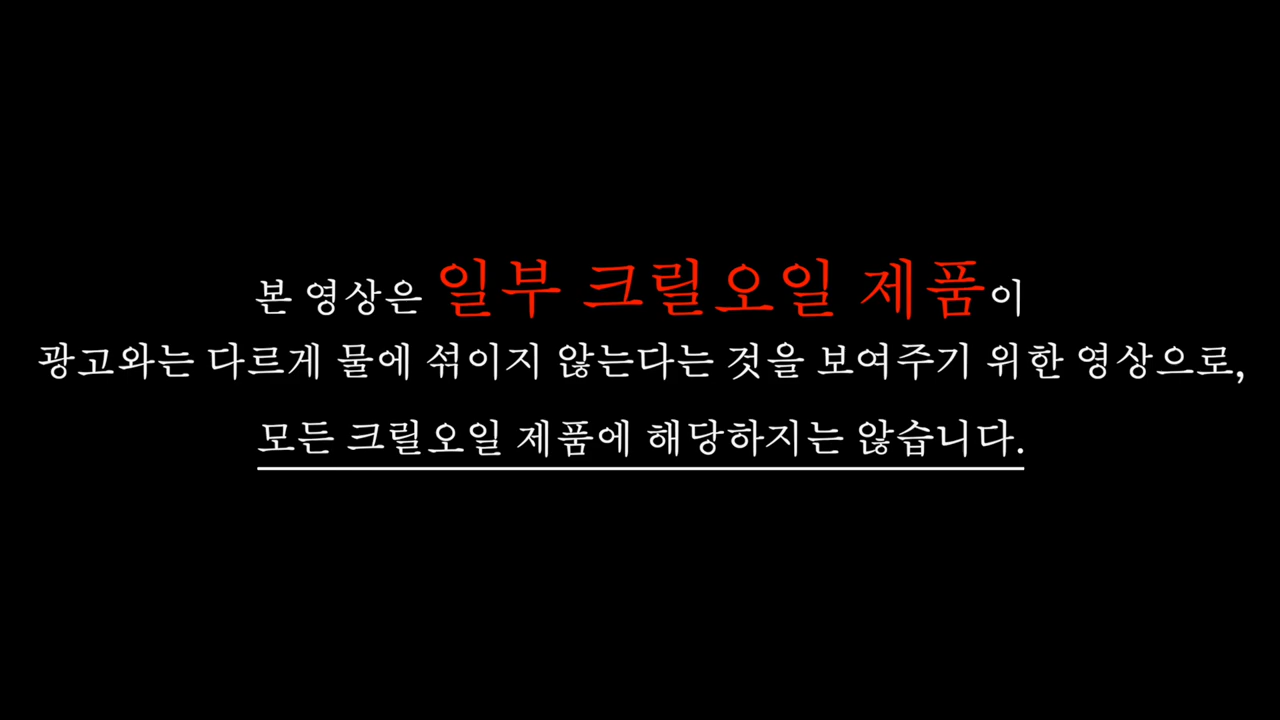 본 영상은 일부 크릴오일 제품이
광고와는 다르게 물에 섞이지 않는다는 것을 보여주기 위한 영상으로,
모든 크릴오일 제품에 해당하지는 않습니다.